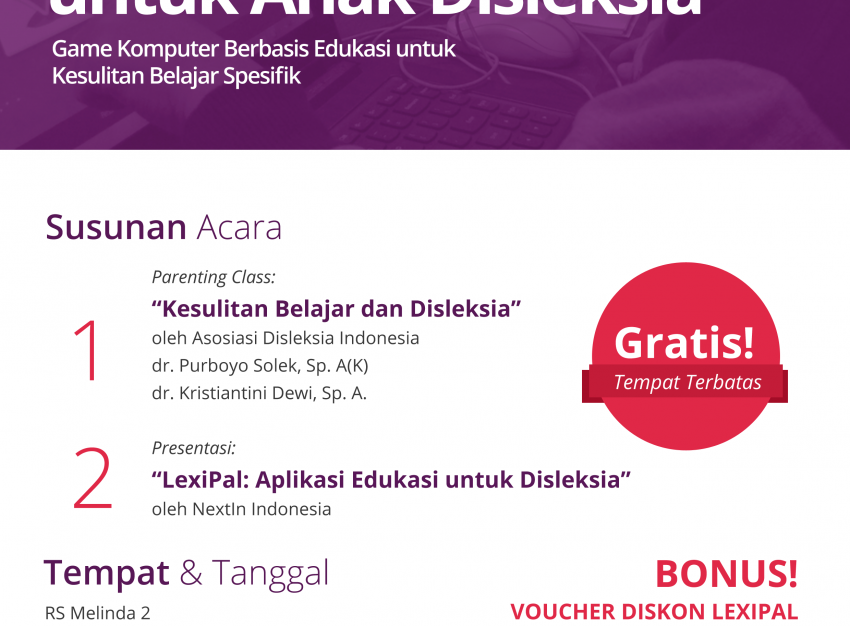 untuk Anak Disleksia
Game Komputer Berbasis Edukasi untuk
Kesulitan Belajar Spesifik
Susunan Acara
1
Parenting Class:
“Kesulitan Belajar dan Disleksia”
oleh Asosiasi Disleksia Indonesia
dr. Purboyo Solek, Sp. A(K)
dr. Kristiantini Dewi, Sp. A.
Gratis!
Tempat Terbatas
2
Presentasi:
“LexiPal: Aplikasi Edukasi untuk Disleksia”
oleh NextIn Indonesia
Tempat & Tanggal
RS Melinda 2
BONUS!
VOUCHER DISKON LEXIPAL